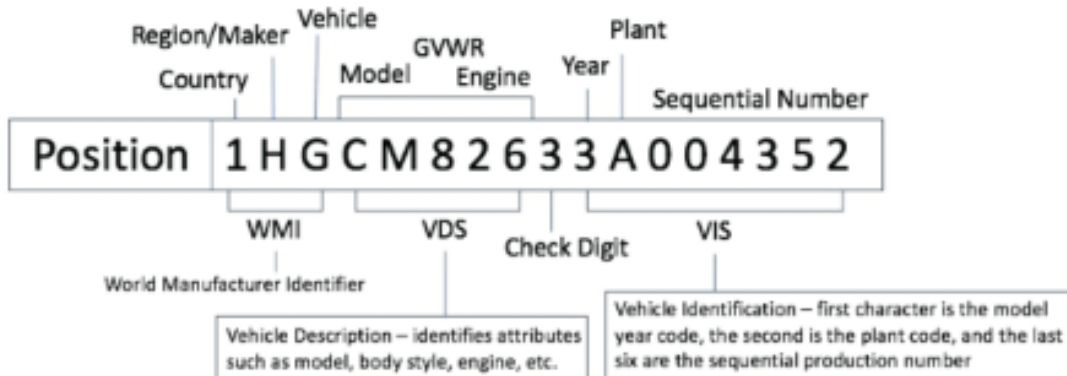 Vehicle
Region/Maker
Plant
GVWR
Country
Model
Engine
Year
Sequential Number
Position
1 H G C M 8 2 6 3 3 A 0 0 4 3 5 2
WMI
VDS
Check Digit
VIS
World Manufacturer Identifier
Vehicle Description – identifies attributes
such as model, body style, engine, etc.
Vehicle Identification – first character is the model
year code, the second is the plant code, and the last
six are the sequential production number